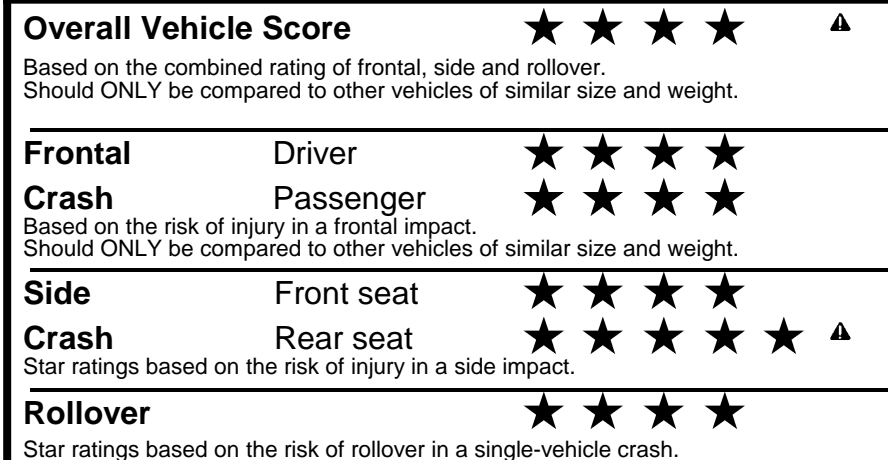 Overall Vehicle Score ★ ★ ★ ★ ⚠
Based on the combined rating of frontal, side and rollover.
Should ONLY be compared to other vehicles of similar size and weight.
Frontal Driver ★ ★ ★ ★
Crash Passenger ★ ★ ★ ★
Based on the risk of injury in a frontal impact.
Should ONLY be compared to other vehicles of similar size and weight.
Side Front seat ★ ★ ★ ★
Crash Rear seat ★ ★ ★ ★ ★ ⚠
Star ratings based on the risk of injury in a side impact.
Rollover ★ ★ ★ ★
Star ratings based on the risk of rollover in a single-vehicle crash.